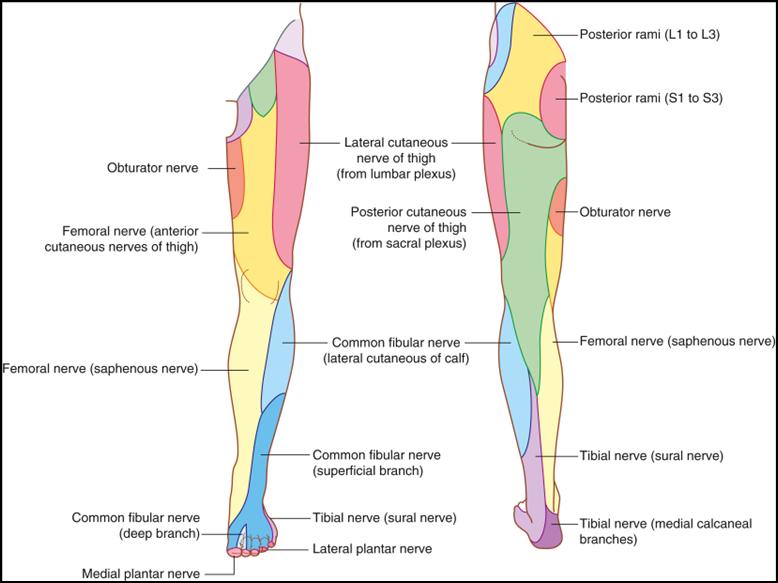 Posterior rami (L1 to L3)
Posterior rami (S1 to S3)
Lateral cutaneous
nerve of thigh
(from lumbar plexus)
Obturator nerve
Posterior cutaneous
nerve of thigh
(from sacral plexus)
Obturator nerve
Femoral nerve (anterior
cutaneous nerves of thigh)
Common fibular nerve
(lateral cutaneous of calf)
Femoral nerve (saphenous nerve)
Femoral nerve (saphenous nerve)
Common fibular nerve
(superficial branch)
Tibial nerve (sural nerve)
Common fibular nerve
(deep branch)
Tibial nerve (sural nerve)
Tibial nerve (medial calcaneal
branches)
Lateral plantar nerve
Medial plantar nerve